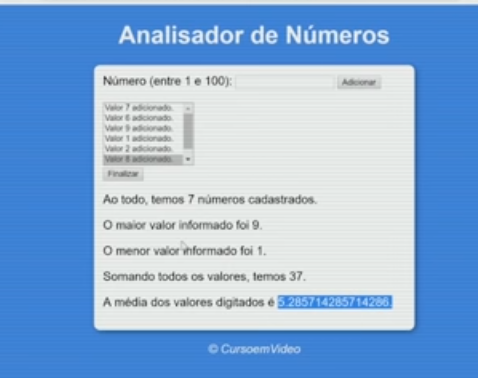 Analisador de Números
Número (entre 1 e 100): Adicionar
Valor 7 adicionado.
Valor 6 adicionado.
Valor 9 adicionado.
Valor 1 adicionado.
Valor 2 adicionado.
Valor 8 adicionado.
Finalizar
Ao todo, temos 7 números cadastrados.
O maior valor informado foi 9.
O menor valor informado foi 1.
Somando todos os valores, temos 37.
A média dos valores digitados é 5.285714285714286.
© CursoemVideo